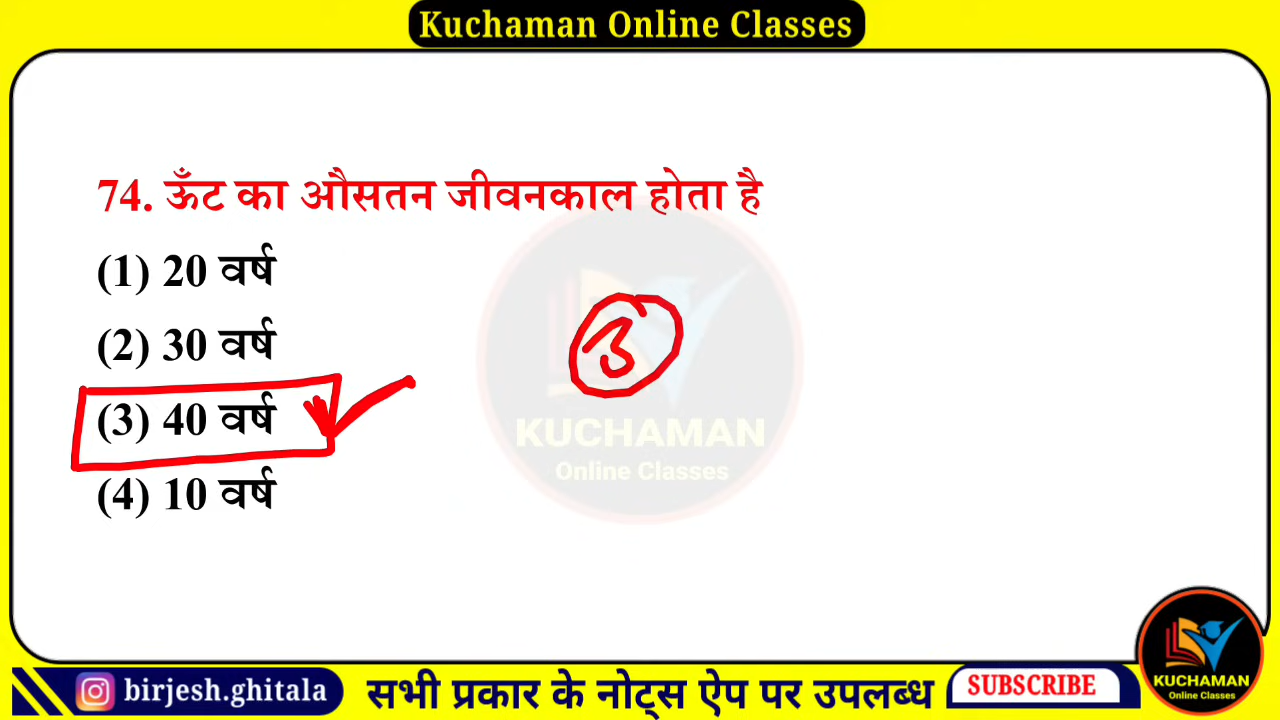 Kuchaman Online Classes
74. ऊँट का औसतन जीवनकाल होता है
(1) 20 वर्ष
(2) 30 वर्ष
3
(3) 40 वर्ष
KUCHAMAN
Online Classes
(4) 10 वर्ष
birjesh.ghitala
सभी प्रकार के नोट्स ऐप पर उपलब्ध
SUBSCRIBE
KUCHAMAN
Online Classes